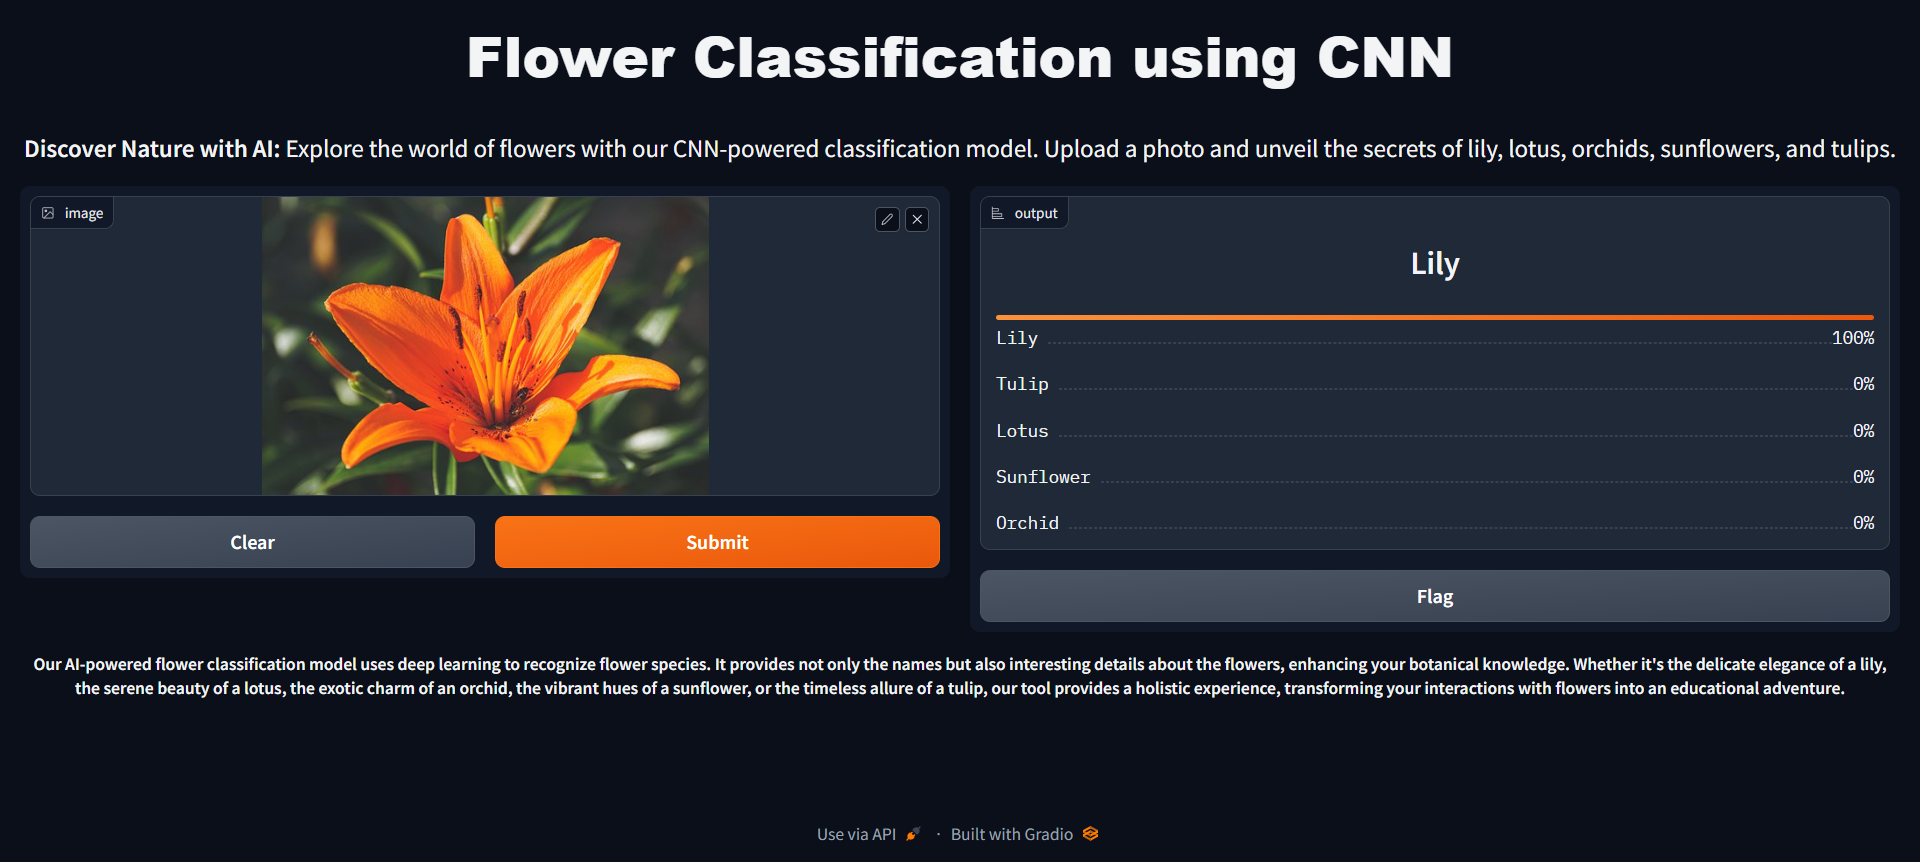 Flower Classification using CNN
Discover Nature with AI: Explore the world of flowers with our CNN-powered classification model. Upload a photo and unveil the secrets of lily, lotus, orchids, sunflowers, and tulips.
image
Clear
Submit
output
Lily
Lily 100%
Tulip 0%
Lotus 0%
Sunflower 0%
Orchid 0%
Flag
Our AI-powered flower classification model uses deep learning to recognize flower species. It provides not only the names but also interesting details about the flowers, enhancing your botanical knowledge. Whether it's the delicate elegance of a lily,
the serene beauty of a lotus, the exotic charm of an orchid, the vibrant hues of a sunflower, or the timeless allure of a tulip, our tool provides a holistic experience, transforming your interactions with flowers into an educational adventure.
Use via API · Built with Gradio